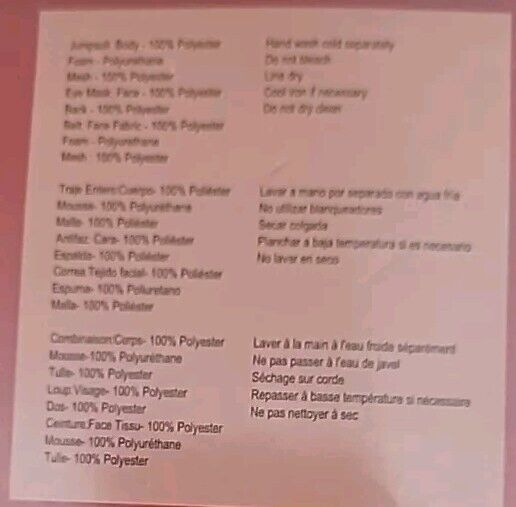 Jumpsuit: Body - 100% Polyester
Foam - Polyurethane
Mesh - 100% Polyester
Eye Mask: Face - 100% Polyester
Back - 100% Polyester
Belt: Face Fabric - 100% Polyester
Foam - Polyurethane
Mesh - 100% Polyester
Hand wash cold separately
Do not bleach
Line dry
Cool iron if necessary
Do not dry clean
Traje Entero:Cuerpo- 100% Poliéster
Mousse- 100% Polyuréthane
Malla- 100% Poliéster
Antifaz: Cara- 100% Poliéster
Espalda- 100% Poliéster
Correa:Tejido facial- 100% Poliéster
Espuma- 100% Poliuretano
Malla- 100% Poliéster
Lavar a mano por separado con agua fría
No utilizar blanqueadores
Secar colgada
Planchar a baja temperatura si es necesario
No lavar en seco
Combinaison:Corps- 100% Polyester
Mousse-100% Polyuréthane
Tulle- 100% Polyester
Loup:Visage- 100% Polyester
Dos- 100% Polyester
Ceinture:Face Tissu- 100% Polyester
Mousse- 100% Polyuréthane
Tulle- 100% Polyester
Laver à la main à l'eau froide séparément
Ne pas passer à l'eau de javel
Séchage sur corde
Repasser à basse température si nécessaire
Ne pas nettoyer à sec